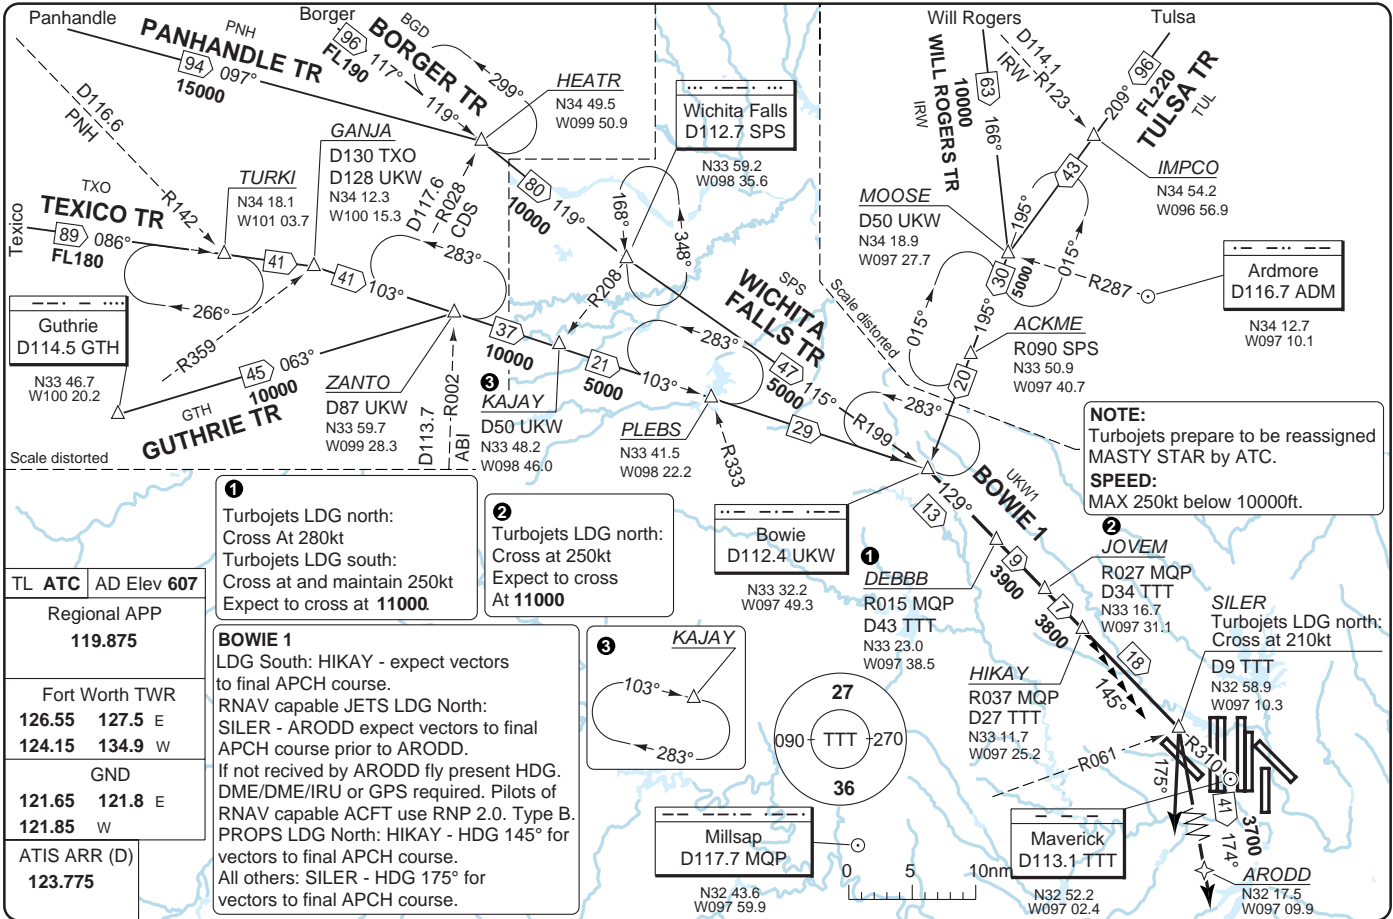 Panhandle
Borger
Will Rogers
Tulsa
PNH
PANHANDLE TR
94 097°
15000
BGD
BORGER TR
96 117°
FL190
119°
299°
HEATR
N34 49.5
W099 50.9
D116.6
PNH
R142
GANJA
D130 TXO
D128 UKW
N34 12.3
W100 15.3
TURKI
N34 18.1
W101 03.7
D117.6
R028
CDS
80 119°
10000
Wichita Falls
D112.7 SPS
N33 59.2
W098 35.6
168°
348°
R208
Texico
TXO
TEXICO TR
89 086°
FL180
266°
41
41 103°
283°
R359
Guthrie
D114.5 GTH
N33 46.7
W100 20.2
45 063°
10000
GTH
GUTHRIE TR
ZANTO
D87 UKW
N33 59.7
W099 28.3
R002
D113.7
ABI
37
10000
3
KAJAY
D50 UKW
N33 48.2
W098 46.0
21
5000
103°
283°
PLEBS
N33 41.5
W098 22.2
R333
29
SPS
WICHITA
FALLS TR
47 115°
5000
R199
283°
Scale distorted
Scale distorted
WILL ROGERS TR
10000
IRW
63 166°
D114.1
IRW
R123
96 209°
FL220
TULSA TR
TUL
IMPCO
N34 54.2
W096 56.9
43
MOOSE
D50 UKW
N34 18.9
W097 27.7
195°
015°
R287
Ardmore
D116.7 ADM
N34 12.7
W097 10.1
30 195°
5000
015°
ACKME
R090 SPS
N33 50.9
W097 40.7
20
NOTE:
Turbojets prepare to be reassigned
MASTY STAR by ATC.
SPEED:
MAX 250kt below 10000ft.
1
Turbojets LDG north:
Cross At 280kt
Turbojets LDG south:
Cross at and maintain 250kt
Expect to cross at 11000.
2
Turbojets LDG north:
Cross at 250kt
Expect to cross
At 11000
Bowie
D112.4 UKW
N33 32.2
W097 49.3
UKW1
BOWIE 1
129°
13
9
3900
7
3800
18
145°
1
DEBBB
R015 MQP
D43 TTT
N33 23.0
W097 38.5
2
JOVEM
R027 MQP
D34 TTT
N33 16.7
W097 31.1
HIKAY
R037 MQP
D27 TTT
N33 11.7
W097 25.2
SILER
Turbojets LDG north:
Cross at 210kt
D9 TTT
N32 58.9
W097 10.3
TL ATC AD Elev 607
Regional APP
119.875
Fort Worth TWR
126.55 127.5 E
124.15 134.9 W
GND
121.65 121.8 E
121.85 W
ATIS ARR (D)
123.775
BOWIE 1
LDG South: HIKAY - expect vectors
to final APCH course.
RNAV capable JETS LDG North:
SILER - ARODD expect vectors to final
APCH course prior to ARODD.
If not recived by ARODD fly present HDG.
DME/DME/IRU or GPS required. Pilots of
RNAV capable ACFT use RNP 2.0. Type B.
PROPS LDG North: HIKAY - HDG 145° for
vectors to final APCH course.
All others: SILER - HDG 175° for
vectors to final APCH course.
3
KAJAY
103°
283°
27
090 TTT 270
36
Millsap
D117.7 MQP
N32 43.6
W097 59.9
0 5 10nm
R061
R310
175°
41 174°
3700
Maverick
D113.1 TTT
N32 52.2
W097 02.4
ARODD
N32 17.5
W097 09.9